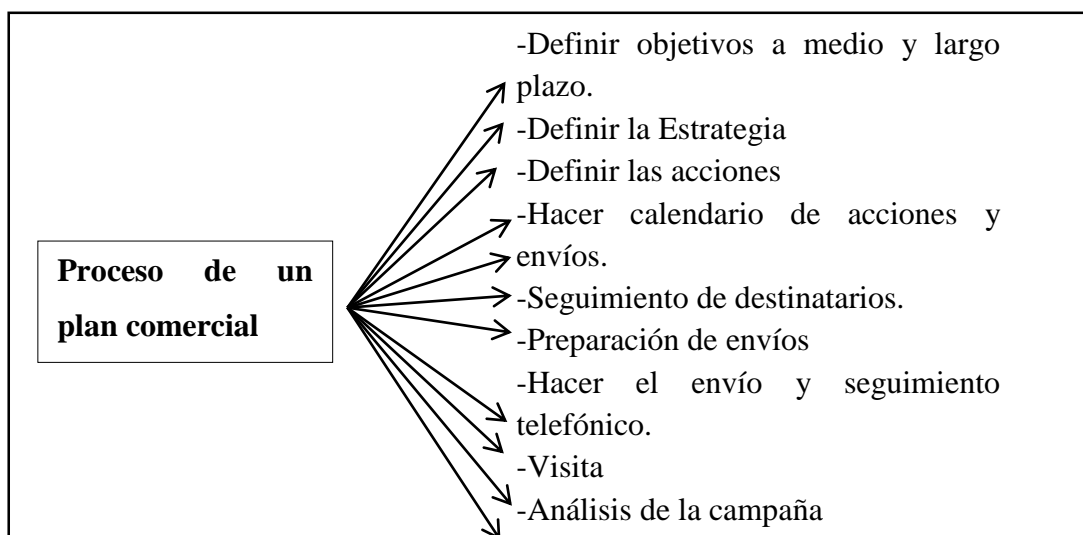 -Definir objetivos a medio y largo
plazo.
-Definir la Estrategia
-Definir las acciones
-Hacer calendario de acciones y
envíos.
Proceso de un
plan comercial
-Seguimiento de destinatarios.
-Preparación de envíos
-Hacer el envío y seguimiento
telefónico.
-Visita
-Análisis de la campaña